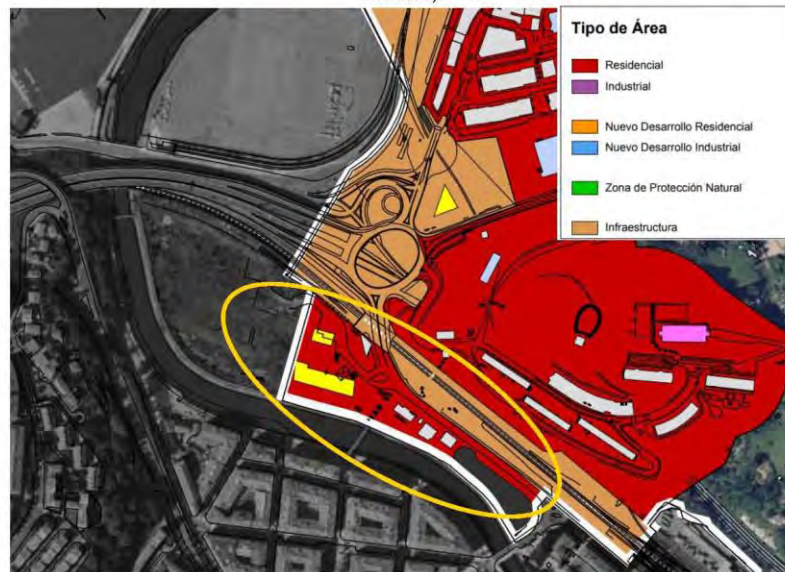 Tipo de Área
Residencial
Industrial
Nuevo Desarrollo Residencial
Nuevo Desarrollo Industrial
Zona de Protección Natural
Infraestructura